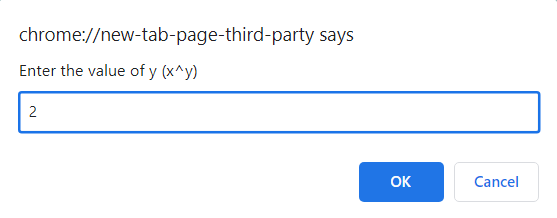 chrome://new-tab-page-third-party says
Enter the value of y (x^y)
2
OK Cancel